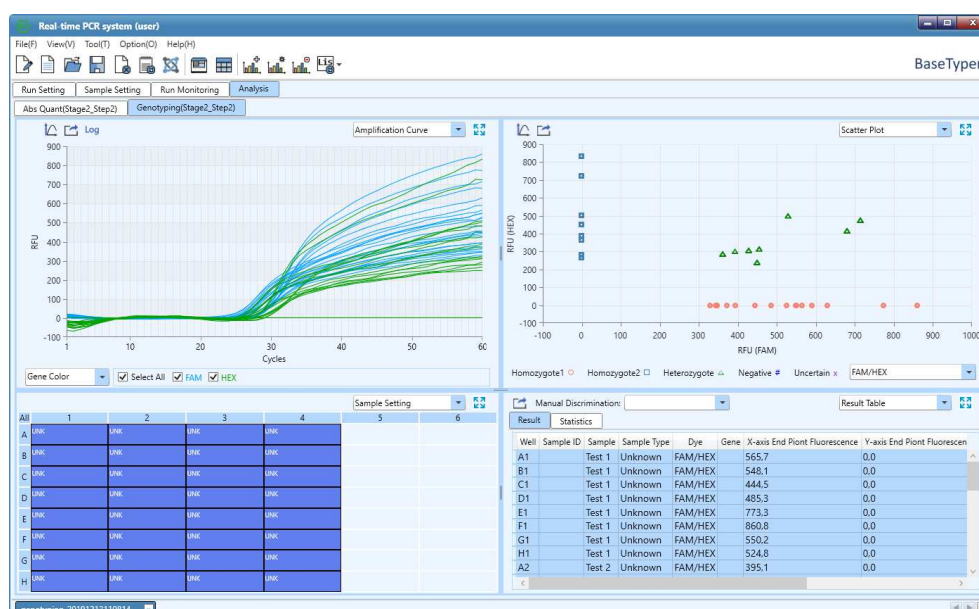 Real-time PCR system (user)
File(F) View(V) Tool(T) Option(O) Help(H)
Lis
BaseTyper
Run Setting Sample Setting Run Monitoring Analysis
Abs Quant(Stage2_Step2) Genotyping(Stage2_Step2)
Log Amplification Curve
900
800
700
600
500
400
300
200
100
0
-100
RFU
1 10 20 30 40 50 60
Cycles
Gene Color Select All FAM HEX
Scatter Plot
900
800
700
600
500
400
300
200
100
0
-100
RFU (HEX)
-100 0 100 200 300 400 500 600 700 800 900 1000
RFU (FAM)
Homozygote1 Homozygote2 Heterozygote Negative # Uncertain x FAM/HEX
Sample Setting
All 1 2 3 4 5 6
A UNK UNK UNK UNK
B UNK UNK UNK UNK
C UNK UNK UNK UNK
D UNK UNK UNK UNK
E UNK UNK UNK UNK
F UNK UNK UNK UNK
G UNK UNK UNK UNK
H UNK UNK UNK UNK
Manual Discrimination: Result Table
Result Statistics
Well Sample ID Sample Sample Type Dye Gene X-axis End Piont Fluorescence Y-axis End Piont Fluorescen
A1 Test 1 Unknown FAM/HEX 565,7 0,0
B1 Test 1 Unknown FAM/HEX 548,1 0,0
C1 Test 1 Unknown FAM/HEX 444,5 0,0
D1 Test 1 Unknown FAM/HEX 485,3 0,0
E1 Test 1 Unknown FAM/HEX 773,3 0,0
F1 Test 1 Unknown FAM/HEX 860,8 0,0
G1 Test 1 Unknown FAM/HEX 550,2 0,0
H1 Test 1 Unknown FAM/HEX 524,8 0,0
A2 Test 2 Unknown FAM/HEX 395,1 0,0